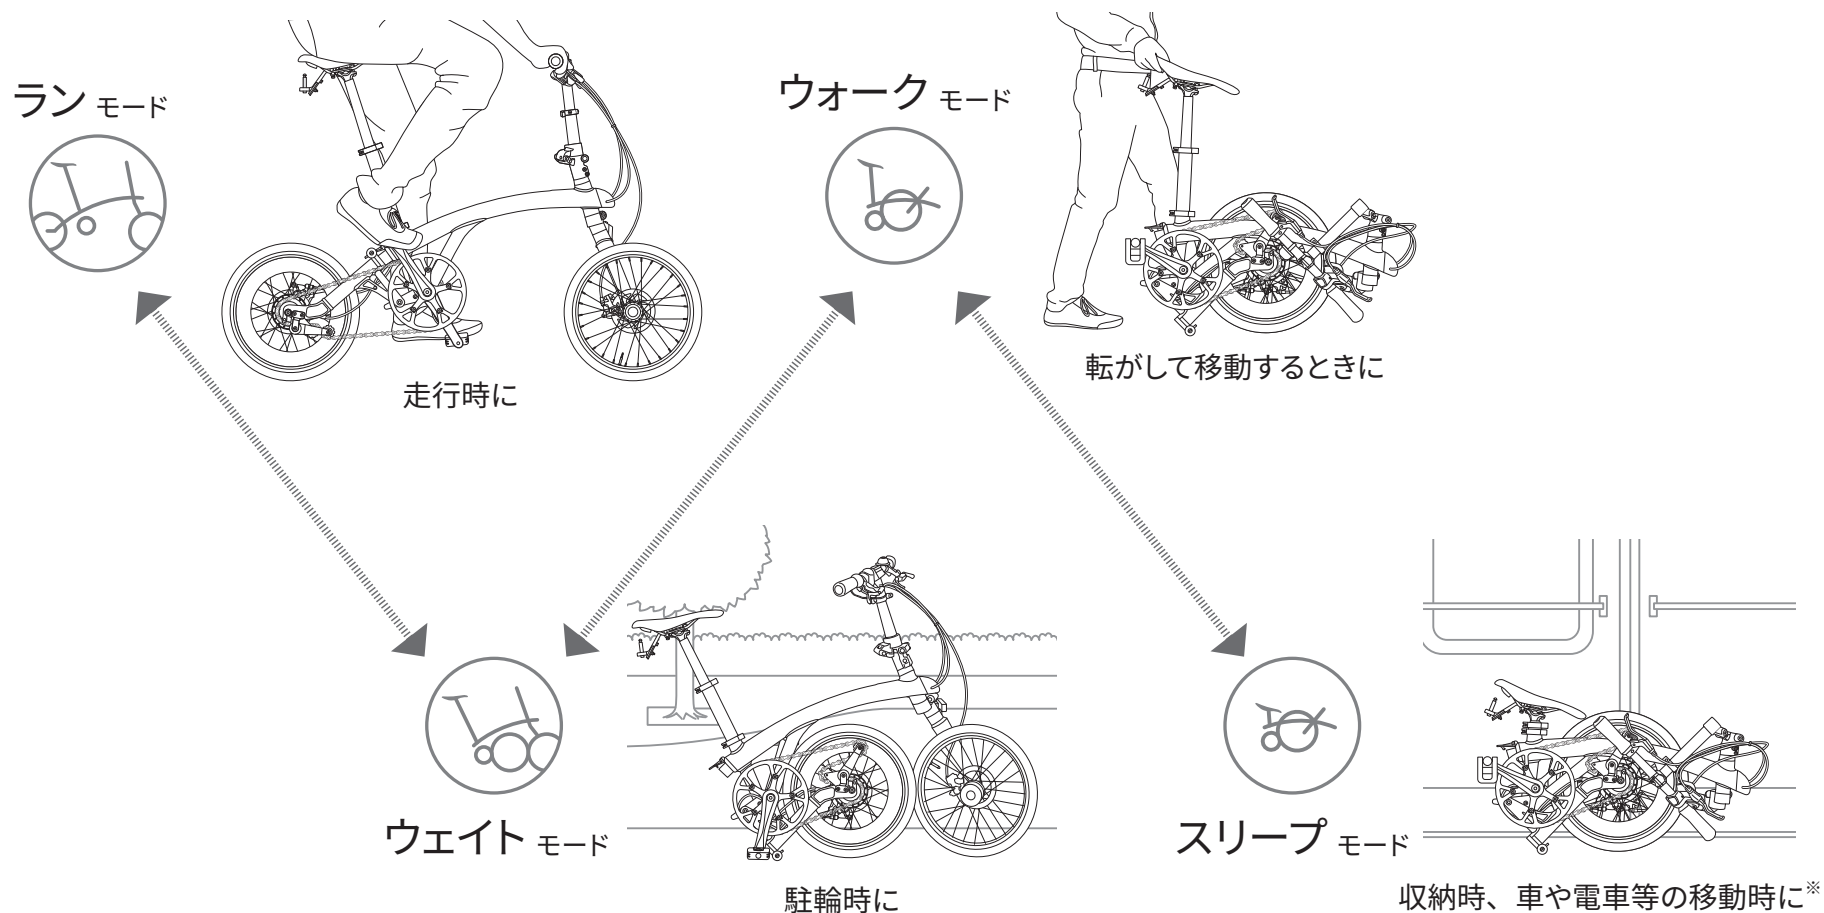 ラン モード
走行時に
ウォーク モード
転がして移動するときに
ウェイト モード
駐輪時に
スリープ モード
収納時、車や電車等の移動時に※